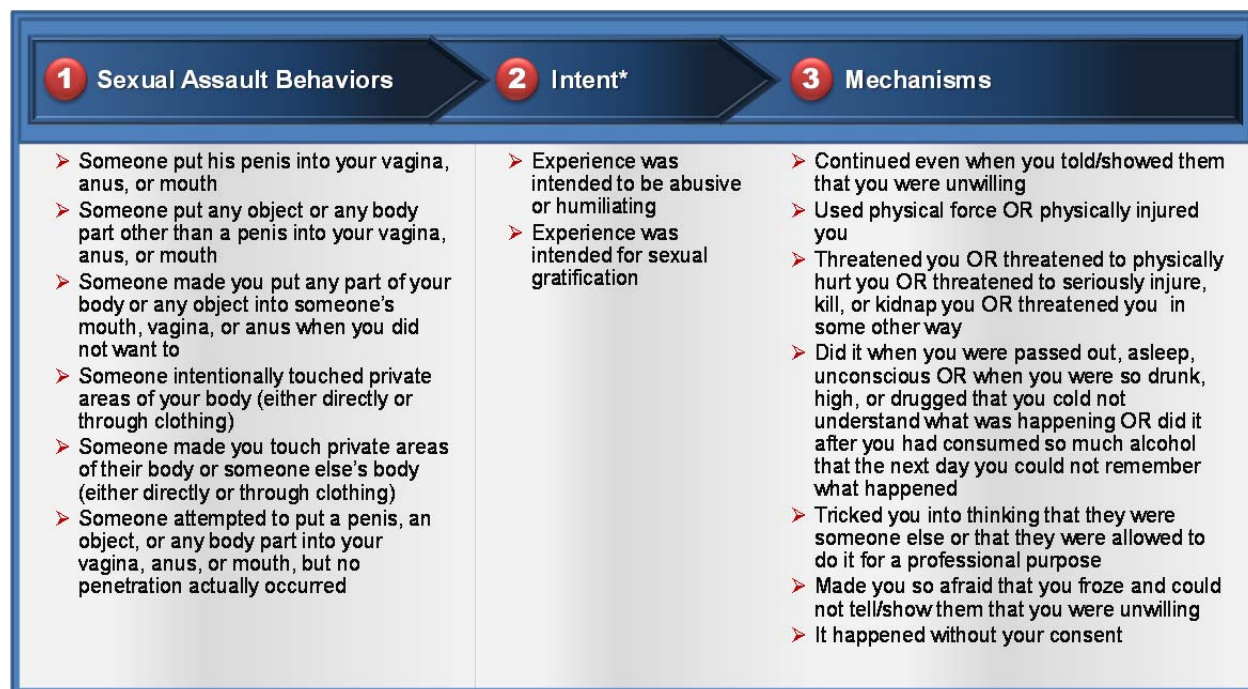 1 Sexual Assault Behaviors
2 Intent*
3 Mechanisms
➢ Someone put his penis into your vagina,
anus, or mouth
➢ Someone put any object or any body
part other than a penis into your vagina,
anus, or mouth
➢ Someone made you put any part of your
body or any object into someone's
mouth, vagina, or anus when you did
not want to
➢ Someone intentionally touched private
areas of your body (either directly or
through clothing)
➢ Someone made you touch private areas
of their body or someone else's body
(either directly or through clothing)
➢ Someone attempted to put a penis, an
object, or any body part into your
vagina, anus, or mouth, but no
penetration actually occurred
➢ Experience was
intended to be abusive
or humiliating
➢ Experience was
intended for sexual
gratification
➢ Continued even when you told/showed them
that you were unwilling
➢ Used physical force OR physically injured
you
➢ Threatened you OR threatened to physically
hurt you OR threatened to seriously injure,
kill, or kidnap you OR threatened you in
some other way
➢ Did it when you were passed out, asleep,
unconscious OR when you were so drunk,
high, or drugged that you cold not
understand what was happening OR did it
after you had consumed so much alcohol
that the next day you could not remember
what happened
➢ Tricked you into thinking that they were
someone else or that they were allowed to
do it for a professional purpose
➢ Made you so afraid that you froze and could
not tell/show them that you were unwilling
➢ It happened without your consent